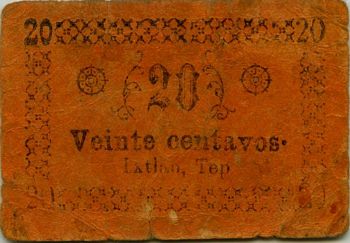 20 20
20
Veinte centavos.
Ixtlan, Tep